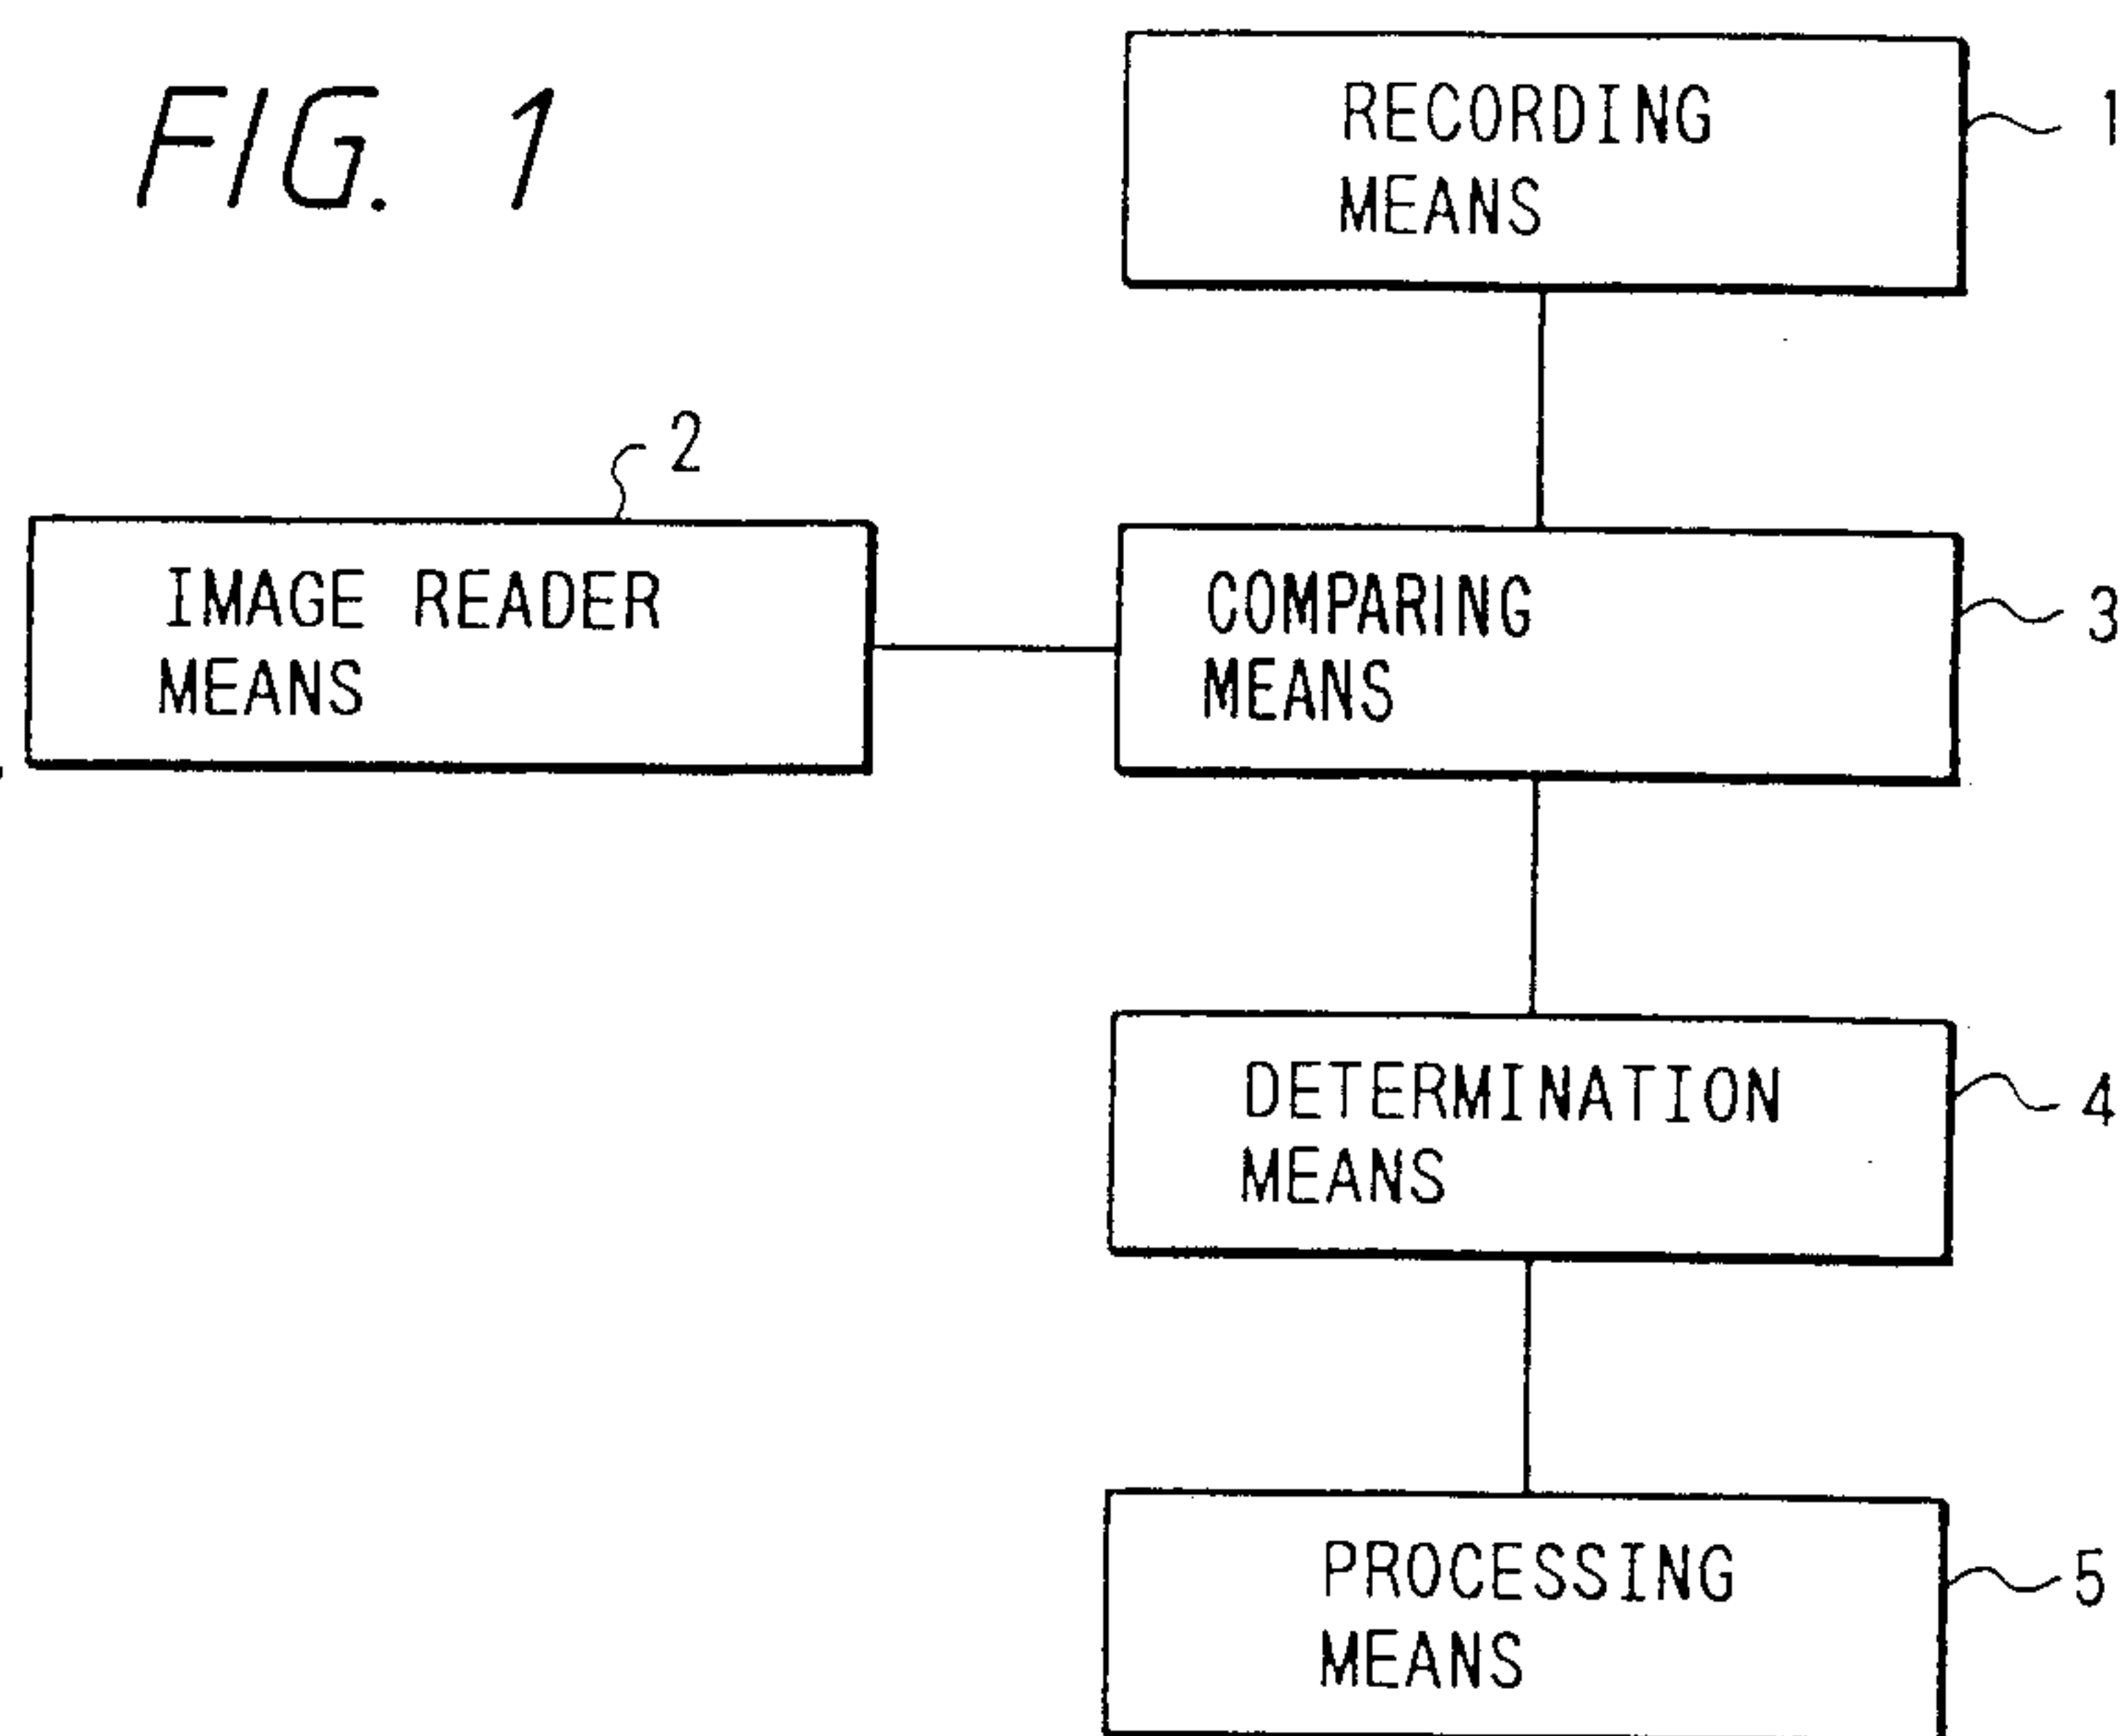 FIG. 1
RECORDING
MEANS
1
2
IMAGE READER
MEANS
COMPARING
MEANS
3
DETERMINATION
MEANS
4
PROCESSING
MEANS
5